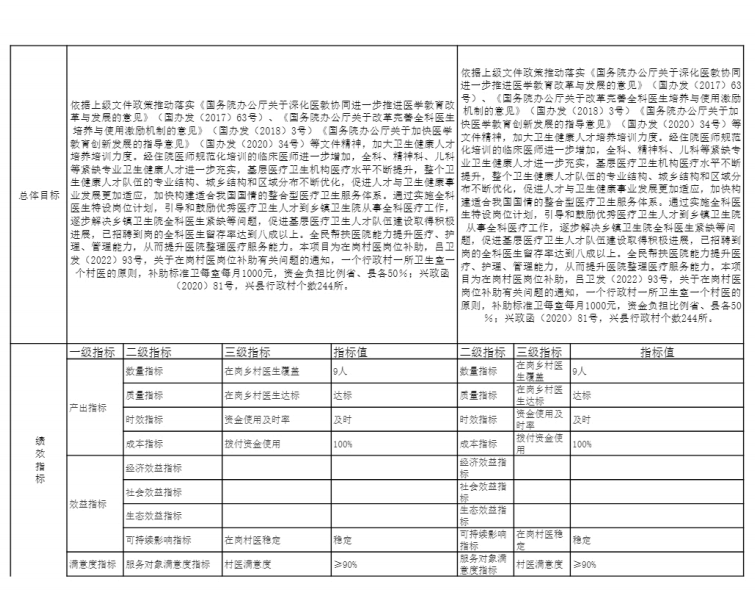 总体目标
依据上级文件政策推动落实《国务院办公厅关于深化医教协同进一步推进医学教育改
革与发展的意见》(国办发(2017)63号)、《国务院办公厅关于改革完善全科医生
培养与使用激励机制的意见》(国办发(2018)3号)《国务院办公厅关于加快医学
教育创新发展的指导意见》(国办发(2020)34号)等文件精神,加大卫生健康人才
培养培训力度。经住院医师规范化培训的临床医师进一步增加,全科、精神科、儿科
等紧缺专业卫生健康人才进一步充实,基层医疗卫生机构医疗水平不断提升,整个卫
生健康人才队伍的专业结构、城乡结构和区域分布不断优化,促进人才与卫生健康事
业发展更加适应,加快构建适合我国国情的整合型医疗卫生服务体系。通过实施全科
医生特设岗位计划,引导和鼓励优秀医疗卫生人才到乡镇卫生院从事全科医疗工作,
逐步解决乡镇卫生院全科医生紧缺等问题,促进基层医疗卫生人才队伍建设取得积极
进展,已招聘到岗的全科医生留存率达到八成以上。全民帮扶医院能力提升医疗、护
理、管理能力,从而提升医院整理医疗服务能力。本项目为在岗村医岗位补助,吕卫
发(2022)93号,关于在岗村医岗位补助有关问题的通知,一个行政村一所卫生室一
个村医的原则,补助标准卫每室每月1000元,资金负担比例省、县各50%;兴政函
(2020)81号,兴县行政村个数244所。
依据上级文件政策推动落实《国务院办公厅关于深化医教协同
进一步推进医学教育改革与发展的意见》(国办发(2017)63
号)、《国务院办公厅关于改革完善全科医生培养与使用激励
机制的意见》(国办发(2018)3号)《国务院办公厅关于加
快医学教育创新发展的指导意见》(国办发(2020)34号)等
文件精神,加大卫生健康人才培养培训力度。经住院医师规范
化培训的临床医师进一步增加,全科、精神科、儿科等紧缺专
业卫生健康人才进一步充实,基层医疗卫生机构医疗水平不断
提升,整个卫生健康人才队伍的专业结构、城乡结构和区域分
布不断优化,促进人才与卫生健康事业发展更加适应,加快构
建适合我国国情的整合型医疗卫生服务体系。通过实施全科医
生特设岗位计划,引导和鼓励优秀医疗卫生人才到乡镇卫生院
从事全科医疗工作,逐步解决乡镇卫生院全科医生紧缺等问
题,促进基层医疗卫生人才队伍建设取得积极进展,已招聘到
岗的全科医生留存率达到八成以上。全民帮扶医院能力提升医
疗、护理、管理能力,从而提升医院整理医疗服务能力。本项
目为在岗村医岗位补助,吕卫发(2022)93号,关于在岗村医
岗位补助有关问题的通知,一个行政村一所卫生室一个村医的
原则,补助标准卫每室每月1000元,资金负担比例省、县各50
%;兴政函(2020)81号,兴县行政村个数244所。
绩效指标
一级指标 二级指标 三级指标 指标值 二级指标 三级指标 指标值
产出指标
数量指标 在岗乡村医生覆盖 9人 数量指标 在岗乡村医生覆盖 9人
质量指标 在岗乡村医生达标 达标 质量指标 在岗乡村医生达标 达标
时效指标 资金使用及时率 及时 时效指标 资金使用及时率 及时
成本指标 拨付资金使用 100% 成本指标 拨付资金使用 100%
效益指标
经济效益指标 经济效益指标
社会效益指标 社会效益指标
生态效益指标 生态效益指标
可持续影响指标 在岗村医稳定 稳定 可持续影响指标 在岗村医稳定 稳定
满意度指标 服务对象满意度指标 村医满意度 ≥90% 服务对象满意度指标 村医满意度 ≥90%